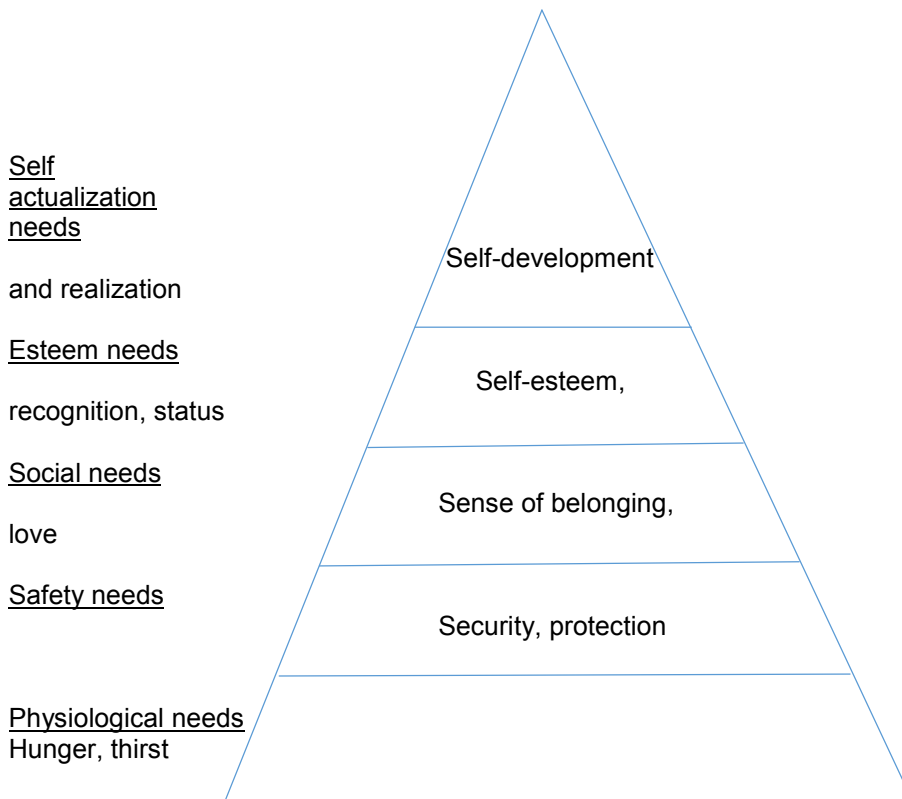 Self
actualization
needs
Self-development
and realization
Esteem needs
Self-esteem,
recognition, status
Social needs
Sense of belonging,
love
Safety needs
Security, protection
Physiological needs
Hunger, thirst